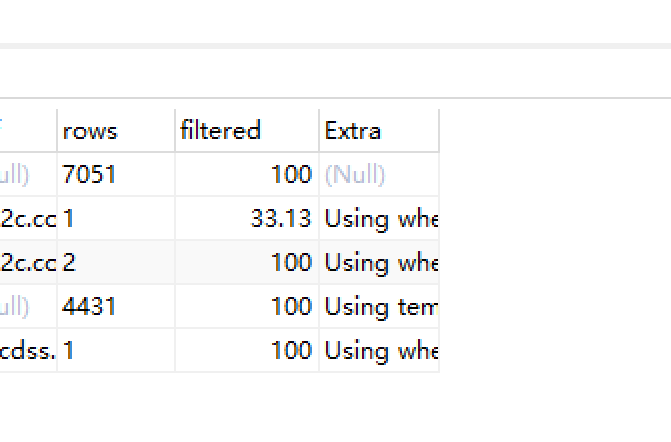 rows filtered Extra
ull) 7051 100 (Null)
2c.cc 1 33.13 Using whe
2c.cc 2 100 Using whe
ull) 4431 100 Using tem
cdss. 1 100 Using whe